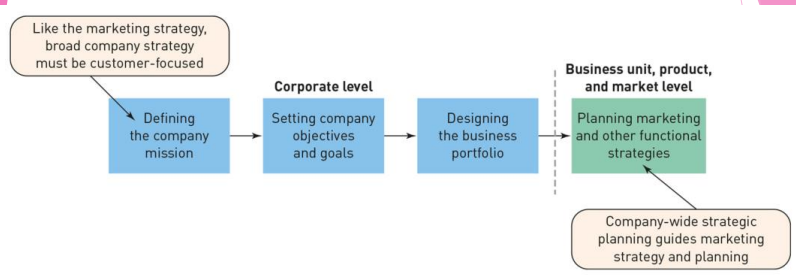 Like the marketing strategy,
broad company strategy
must be customer-focused
Corporate level
Business unit, product,
and market level
Defining
the company
mission
Setting company
objectives
and goals
Designing
the business
portfolio
Planning marketing
and other functional
strategies
Company-wide strategic
planning guides marketing
strategy and planning